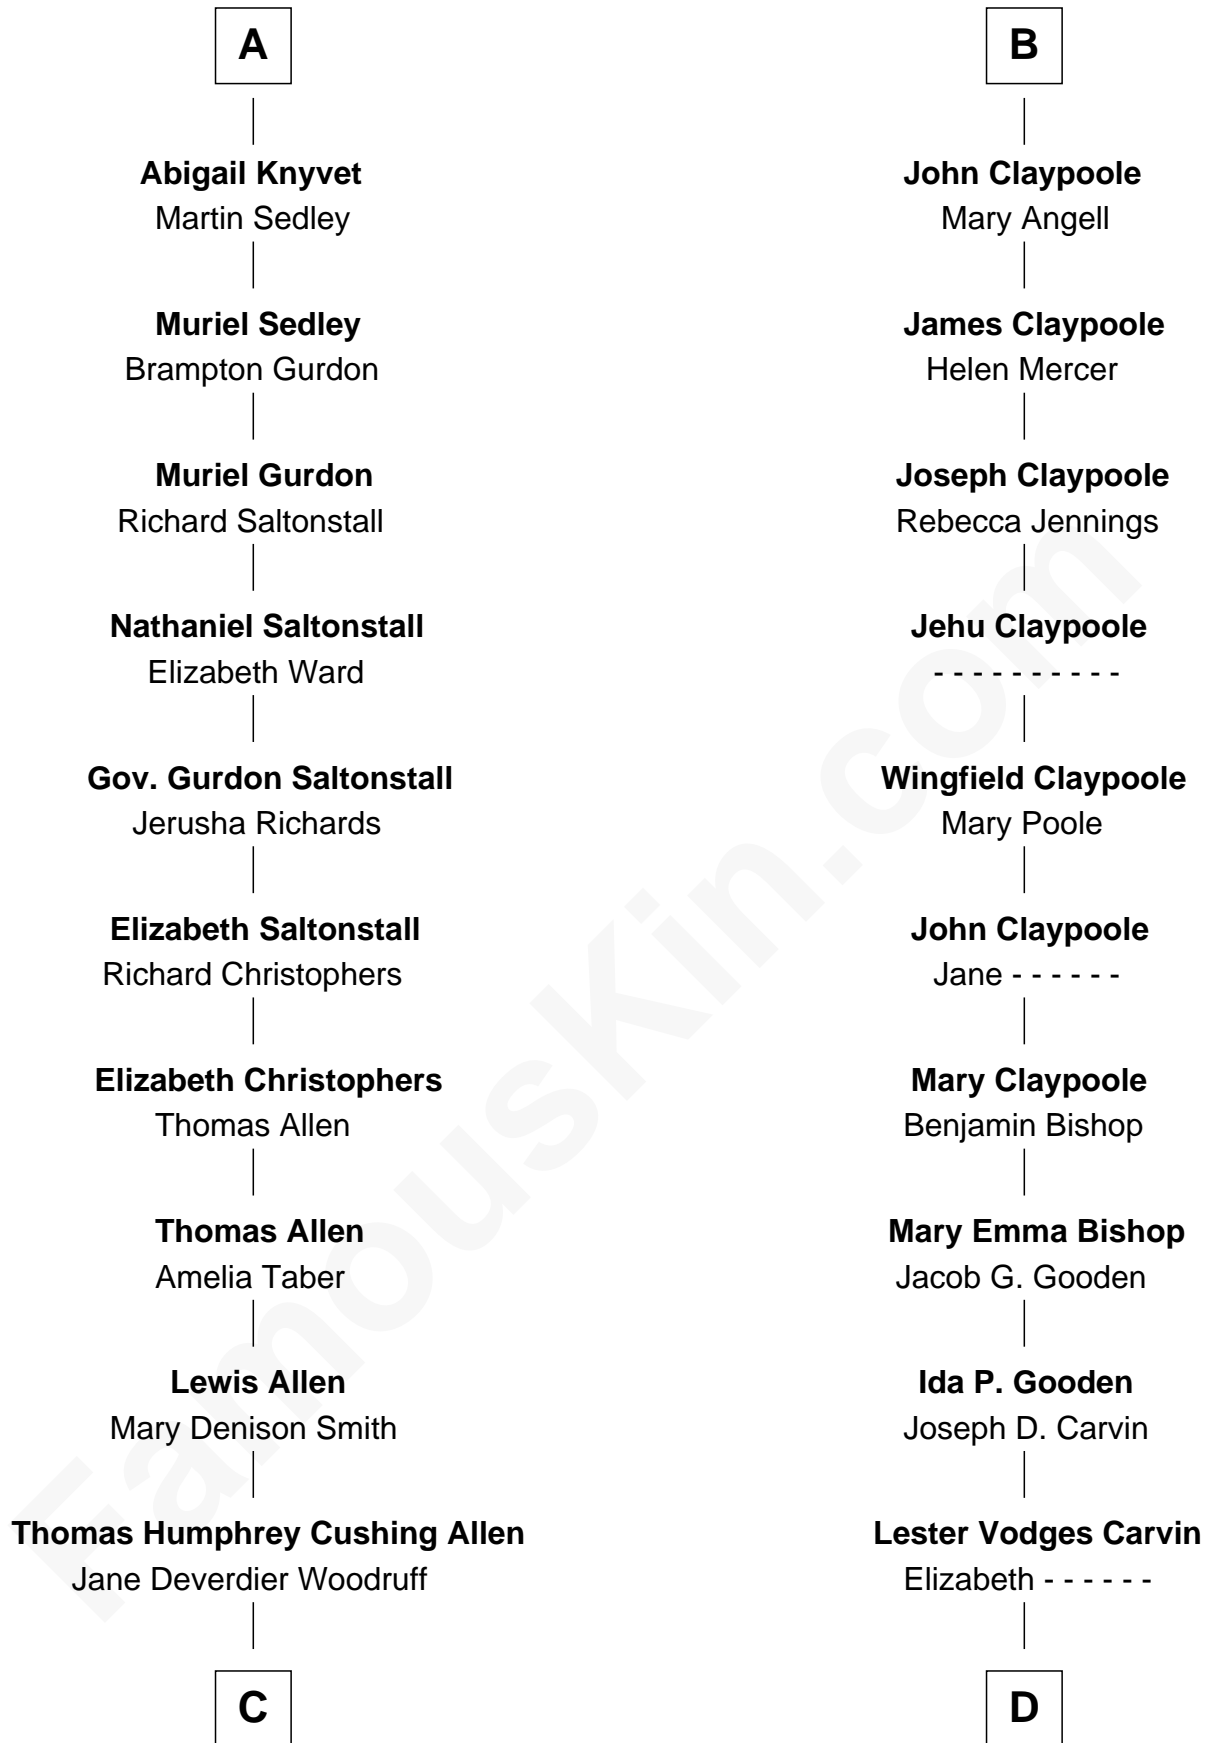 A
Abigail Knyvet
Martin Sedley
Muriel Sedley
Brampton Gurdon
Muriel Gurdon
Richard Saltonstall
Nathaniel Saltonstall
Elizabeth Ward
Gov. Gurdon Saltonstall
Jerusha Richards
Elizabeth Saltonstall
Richard Christophers
Elizabeth Christophers
Thomas Allen
Thomas Allen
Amelia Taber
Lewis Allen
Mary Denison Smith
Thomas Humphrey Cushing Allen
Jane Deverdier Woodruff
C
B
John Claypoole
Mary Angell
James Claypoole
Helen Mercer
Joseph Claypoole
Rebecca Jennings
Jehu Claypoole
- - - - - - - - - -
Wingfield Claypoole
Mary Poole
John Claypoole
Jane - - - - - -
Mary Claypoole
Benjamin Bishop
Mary Emma Bishop
Jacob G. Gooden
Ida P. Gooden
Joseph D. Carvin
Lester Vodges Carvin
Elizabeth - - - - - -
D
FamousKin.com